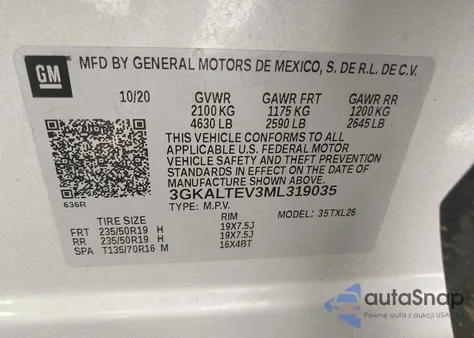 GM
MFD BY GENERAL MOTORS DE MEXICO, S. DE R.L. DE C.V.
10/20 GVWR GAWR FRT GAWR RR
2100 KG 1175 KG 1200 KG
4630 LB 2590 LB 2645 LB
THIS VEHICLE CONFORMS TO ALL
APPLICABLE U.S. FEDERAL MOTOR
VEHICLE SAFETY AND THEFT PREVENTION
STANDARDS IN EFFECT ON THE DATE OF
MANUFACTURE SHOWN ABOVE.
3GKALTEV3ML319035
636R
TYPE: M.P.V. MODEL: 35TXL26
TIRE SIZE RIM
FRT 235/50R19 H 19X7.5J
RR 235/50R19 H 19X7.5J
SPA T135/70R16 M 16X4BT
autoSnap
Pewne auta z aukcji USA